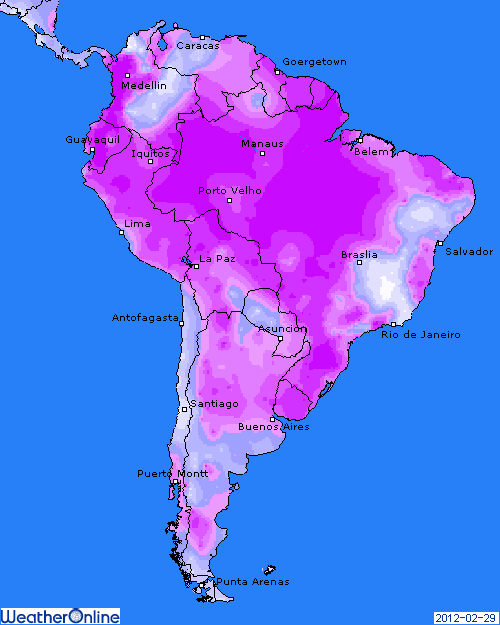 Caracas
Goergetown
Medellin
Guayaquil
Iquitos
Manaus
Belem
Porto Velho
Lima
Salvador
La Paz
Braslia
Antofagasta
Asuncion
Rio de Janeiro
Santiago
Buenos Aires
Puerto Montt
Punta Arenas
WeatherOnline
2012-02-29